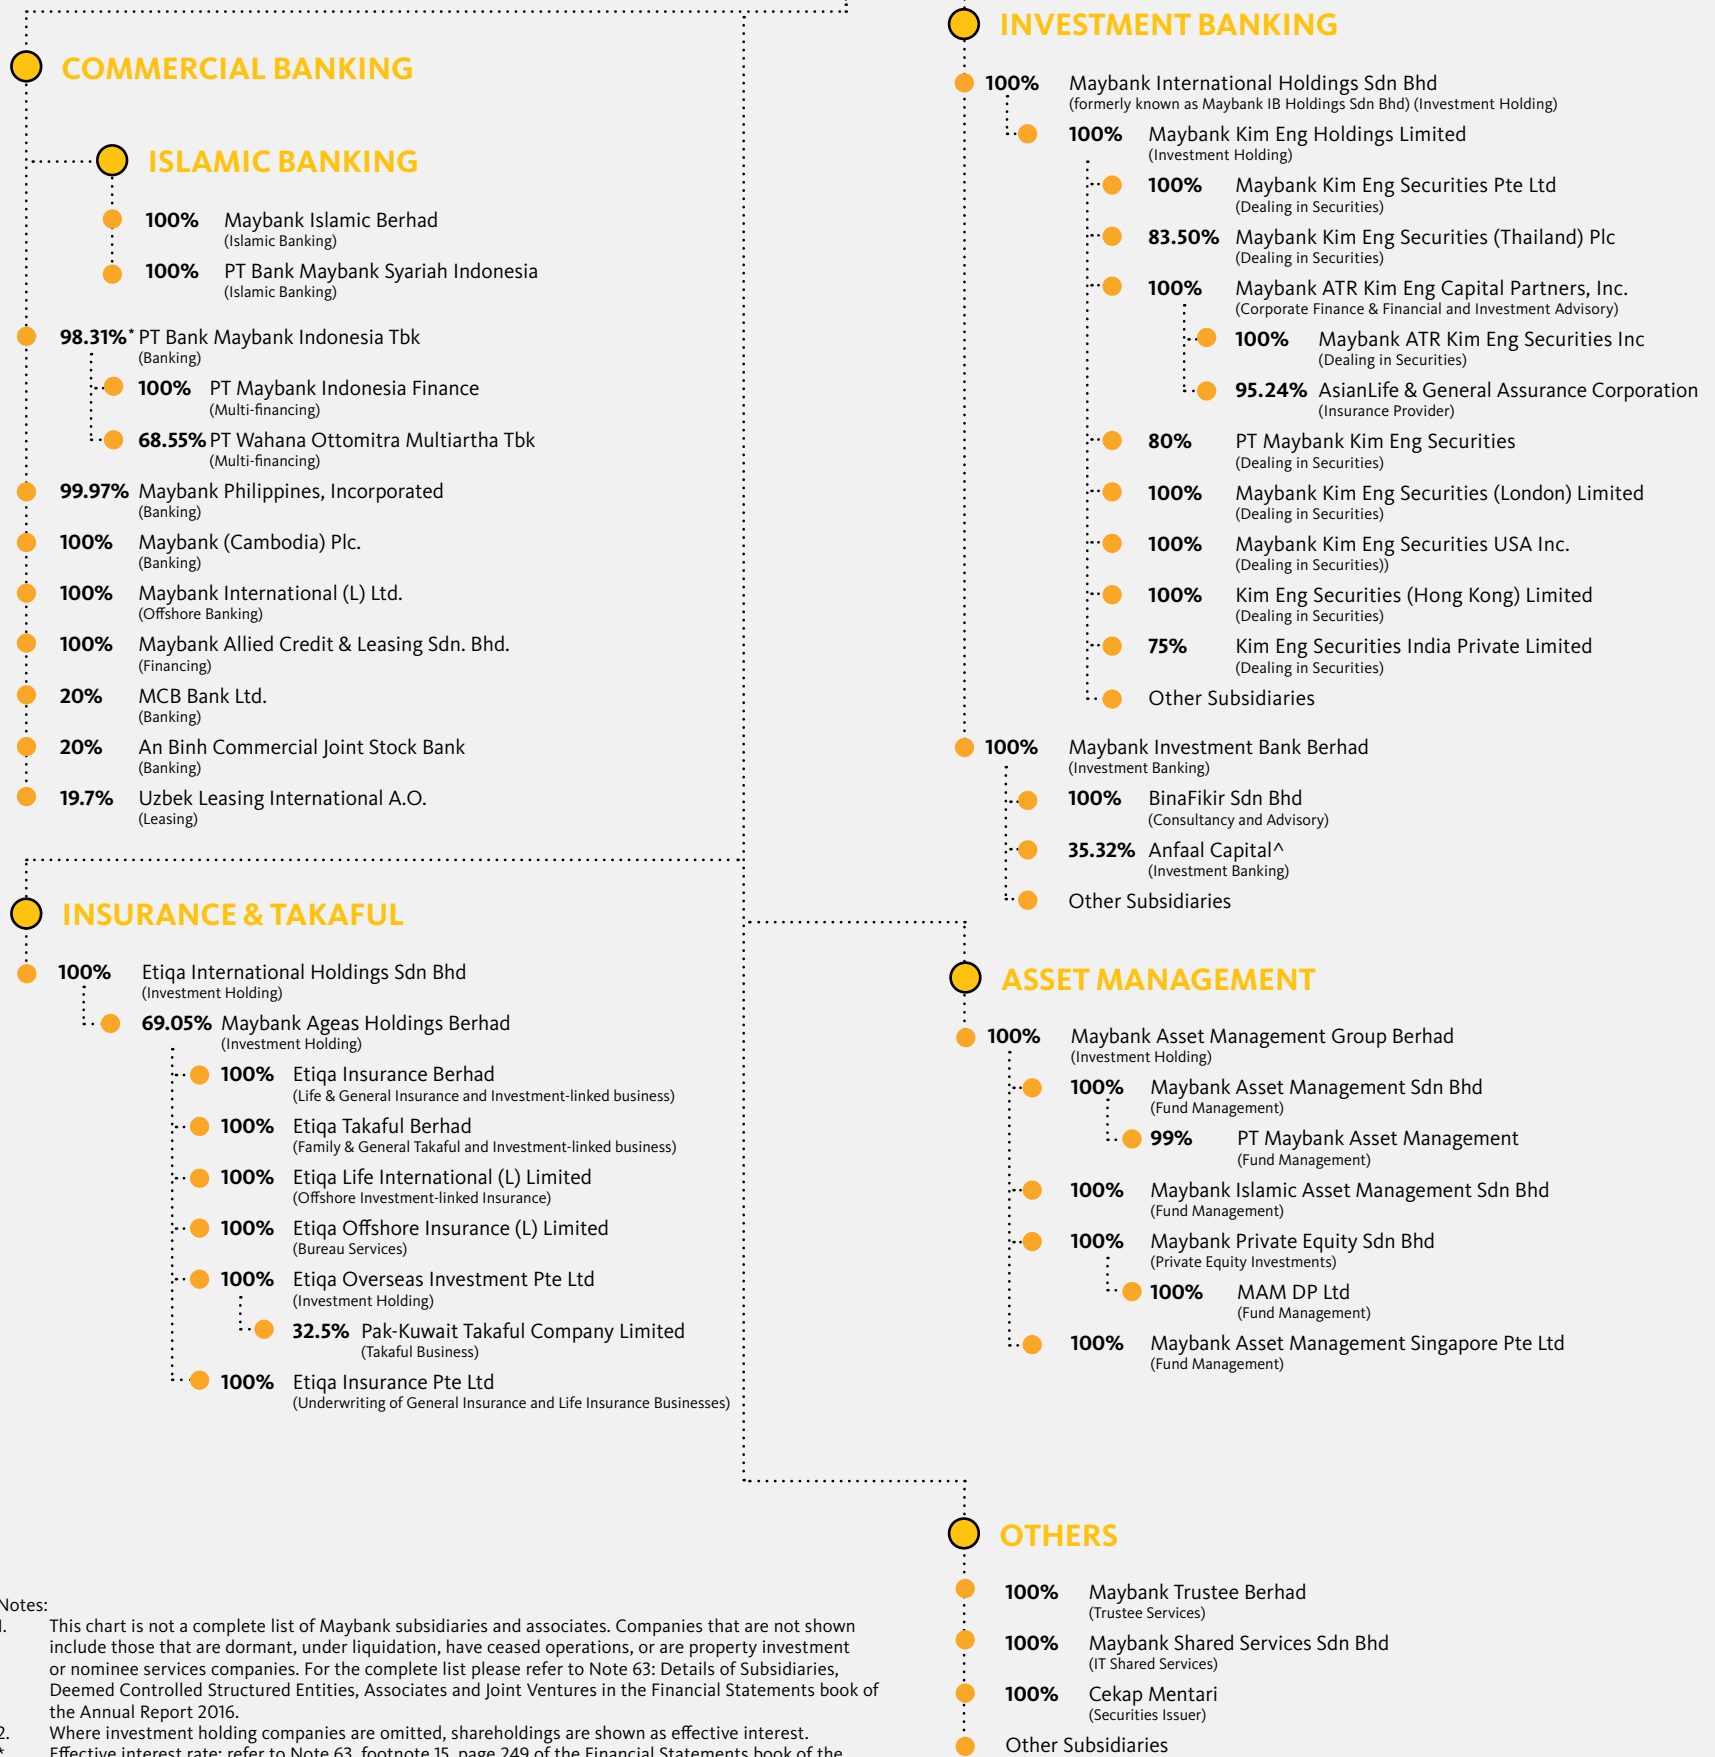 COMMERCIAL BANKING
ISLAMIC BANKING
100% Maybank Islamic Berhad
(Islamic Banking)
100% PT Bank Maybank Syariah Indonesia
(Islamic Banking)
98.31%* PT Bank Maybank Indonesia Tbk
(Banking)
100% PT Maybank Indonesia Finance
(Multi-financing)
68.55% PT Wahana Ottomitra Multiartha Tbk
(Multi-financing)
99.97% Maybank Philippines, Incorporated
(Banking)
100% Maybank (Cambodia) Plc.
(Banking)
100% Maybank International (L) Ltd.
(Offshore Banking)
100% Maybank Allied Credit & Leasing Sdn. Bhd.
(Financing)
20% MCB Bank Ltd.
(Banking)
20% An Binh Commercial Joint Stock Bank
(Banking)
19.7% Uzbek Leasing International A.O.
(Leasing)
INSURANCE & TAKAFUL
100% Etiqa International Holdings Sdn Bhd
(Investment Holding)
69.05% Maybank Ageas Holdings Berhad
(Investment Holding)
100% Etiqa Insurance Berhad
(Life & General Insurance and Investment-linked business)
100% Etiqa Takaful Berhad
(Family & General Takaful and Investment-linked business)
100% Etiqa Life International (L) Limited
(Offshore Investment-linked Insurance)
100% Etiqa Offshore Insurance (L) Limited
(Bureau Services)
100% Etiqa Overseas Investment Pte Ltd
(Investment Holding)
32.5% Pak-Kuwait Takaful Company Limited
(Takaful Business)
100% Etiqa Insurance Pte Ltd
(Underwriting of General Insurance and Life Insurance Businesses)
INVESTMENT BANKING
100% Maybank International Holdings Sdn Bhd
(formerly known as Maybank IB Holdings Sdn Bhd) (Investment Holding)
100% Maybank Kim Eng Holdings Limited
(Investment Holding)
100% Maybank Kim Eng Securities Pte Ltd
(Dealing in Securities)
83.50% Maybank Kim Eng Securities (Thailand) Plc
(Dealing in Securities)
100% Maybank ATR Kim Eng Capital Partners, Inc.
(Corporate Finance & Financial and Investment Advisory)
100% Maybank ATR Kim Eng Securities Inc
(Dealing in Securities)
95.24% AsianLife & General Assurance Corporation
(Insurance Provider)
80% PT Maybank Kim Eng Securities
(Dealing in Securities)
100% Maybank Kim Eng Securities (London) Limited
(Dealing in Securities)
100% Maybank Kim Eng Securities USA Inc.
(Dealing in Securities))
100% Kim Eng Securities (Hong Kong) Limited
(Dealing in Securities)
75% Kim Eng Securities India Private Limited
(Dealing in Securities)
Other Subsidiaries
100% Maybank Investment Bank Berhad
(Investment Banking)
100% BinaFikir Sdn Bhd
(Consultancy and Advisory)
35.32% Anfaal Capital^
(Investment Banking)
Other Subsidiaries
ASSET MANAGEMENT
100% Maybank Asset Management Group Berhad
(Investment Holding)
100% Maybank Asset Management Sdn Bhd
(Fund Management)
99% PT Maybank Asset Management
(Fund Management)
100% Maybank Islamic Asset Management Sdn Bhd
(Fund Management)
100% Maybank Private Equity Sdn Bhd
(Private Equity Investments)
100% MAM DP Ltd
(Fund Management)
100% Maybank Asset Management Singapore Pte Ltd
(Fund Management)
OTHERS
100% Maybank Trustee Berhad
(Trustee Services)
100% Maybank Shared Services Sdn Bhd
(IT Shared Services)
100% Cekap Mentari
(Securities Issuer)
Other Subsidiaries
Notes:
1. This chart is not a complete list of Maybank subsidiaries and associates. Companies that are not shown
include those that are dormant, under liquidation, have ceased operations, or are property investment
or nominee services companies. For the complete list please refer to Note 63: Details of Subsidiaries,
Deemed Controlled Structured Entities, Associates and Joint Ventures in the Financial Statements book of
the Annual Report 2016.
2. Where investment holding companies are omitted, shareholdings are shown as effective interest.
* Effective interest rate: refer to Note 63, footnote 15, page 249 of the Financial Statements book of the